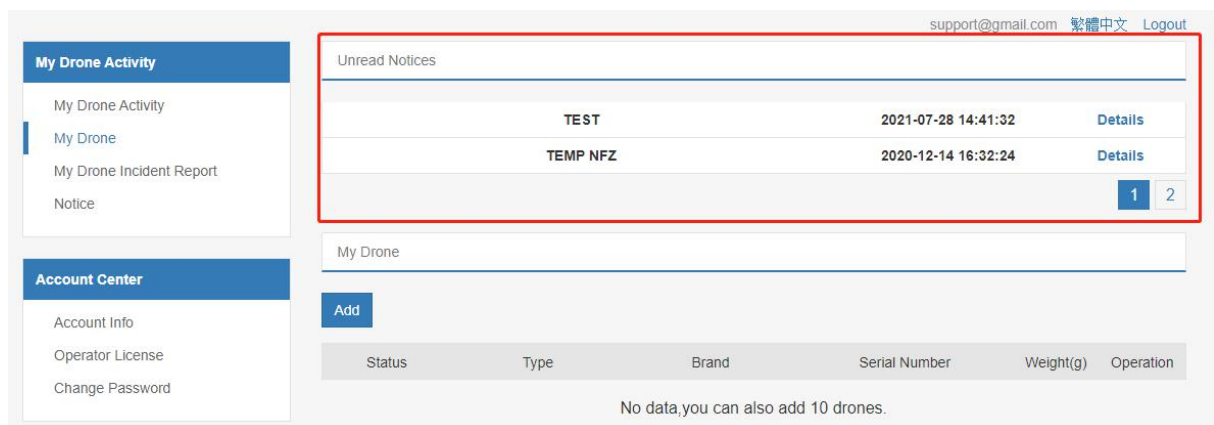 support@gmail.com 繁體中文 Logout
My Drone Activity
My Drone Activity
My Drone
My Drone Incident Report
Notice
Account Center
Account Info
Operator License
Change Password
Unread Notices
TEST 2021-07-28 14:41:32 Details
TEMP NFZ 2020-12-14 16:32:24 Details
1 2
My Drone
Add
Status Type Brand Serial Number Weight(g) Operation
No data,you can also add 10 drones.